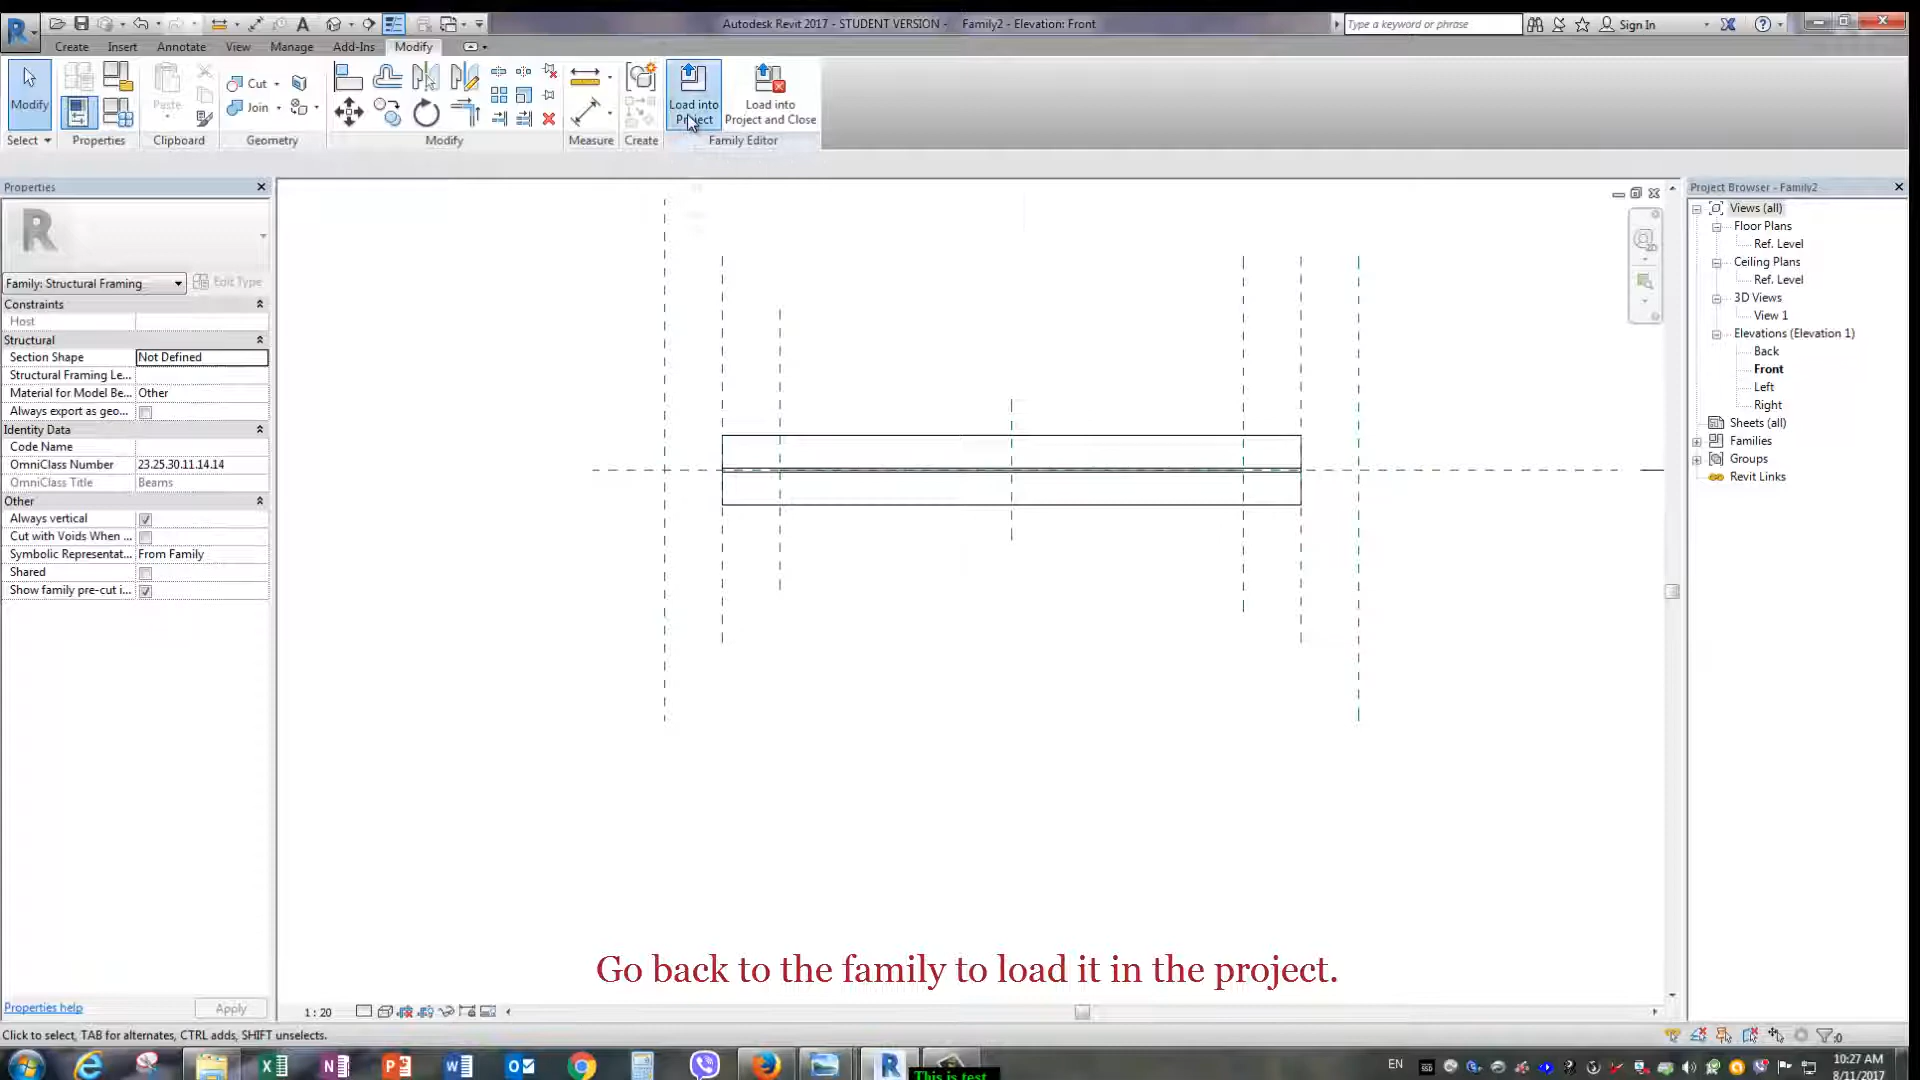 Autodesk Revit 2017 - STUDENT VERSION - Family2 - Elevation: Front
Type a keyword or phrase
Sign In
Create Insert Annotate View Manage Add-Ins Modify
Modify
Paste
Cut
Join
Load into
Project
Load into
Project and Close
Select Properties Clipboard Geometry Modify Measure Create Family Editor
Properties
R
Family: Structural Framing
Edit Type
Constraints
Host
Structural
Section Shape Not Defined
Structural Framing Le...
Material for Model Be... Other
Always export as geo...
Identity Data
Code Name
OmniClass Number 23.25.30.11.14.14
OmniClass Title Beams
Other
Always vertical
Cut with Voids When ...
Symbolic Representat... From Family
Shared
Show family pre-cut i...
Properties help
Apply
Project Browser - Family2
Views (all)
Floor Plans
Ref. Level
Ceiling Plans
Ref. Level
3D Views
View 1
Elevations (Elevation 1)
Back
Front
Left
Right
Sheets (all)
Families
Groups
Revit Links
Go back to the family to load it in the project.
1 : 20
Click to select, TAB for alternates, CTRL adds, SHIFT unselects.
:0
This is test
EN
10:27 AM
8/11/2017